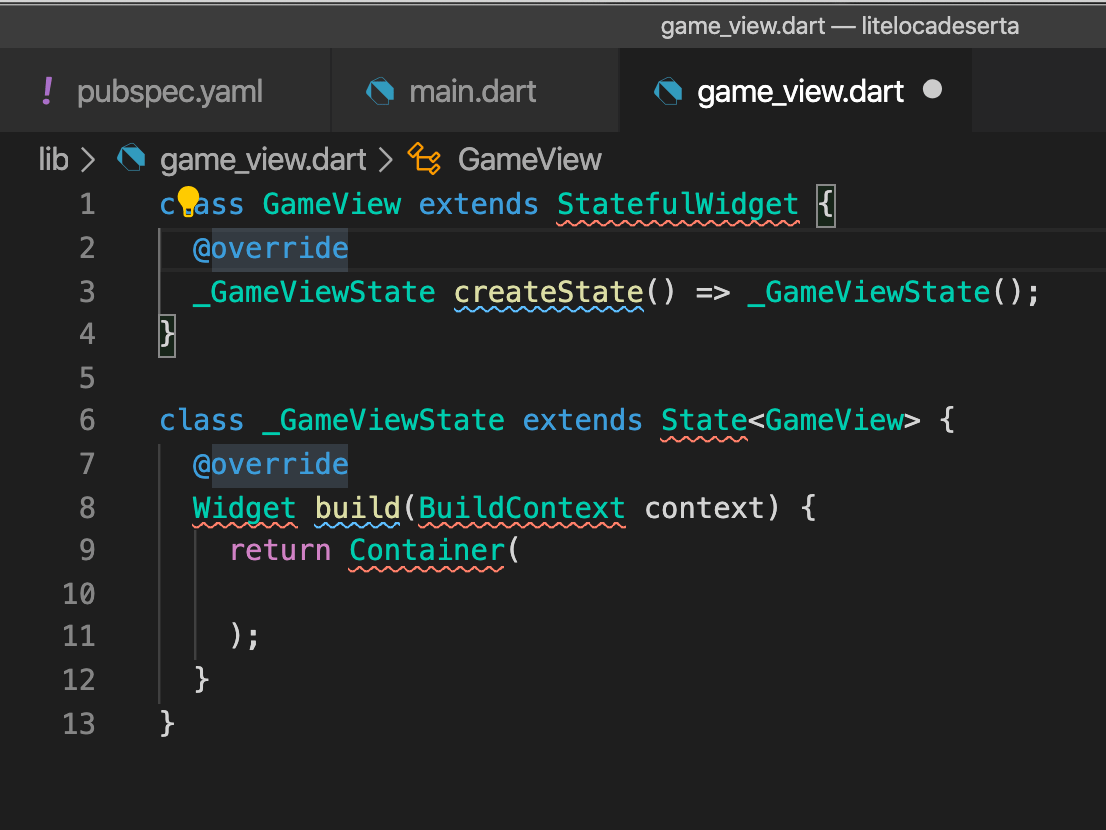 game_view.dart — litelocadeserta
! pubspec.yaml main.dart game_view.dart
lib > game_view.dart > GameView
1 class GameView extends StatefulWidget {
2 @override
3 _GameViewState createState() => _GameViewState();
4 }
5
6 class _GameViewState extends State<GameView> {
7 @override
8 Widget build(BuildContext context) {
9 return Container(
10
11 );
12 }
13 }